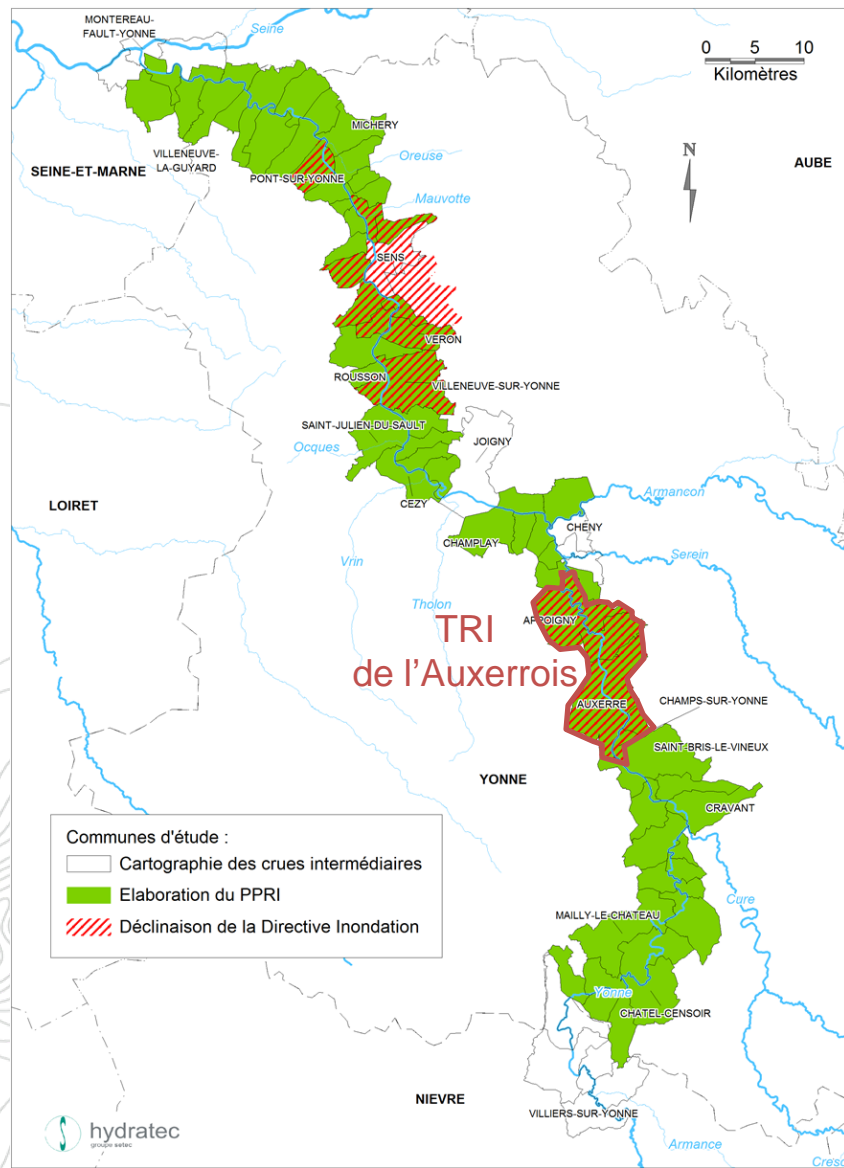 MONTEREAU-
FAULT-YONNE
Seine
0 5 10
Kilomètres
MICHERY
Oreuse
VILLENEUVE-
LA-GUYARD
SEINE-ET-MARNE
AUBE
N
PONT-SUR-YONNE
Mauvotte
SENS
VERON
ROUSSON
VILLENEUVE-SUR-YONNE
SAINT-JULIEN-DU-SAULT
JOIGNY
Ocques
CEZY
LOIRET
Armancon
CHENY
CHAMPLAY
Serein
Vrin
Tholon
APPOIGNY
TRI
de l'Auxerrois
AUXERRE
CHAMPS-SUR-YONNE
SAINT-BRIS-LE-VINEUX
YONNE
CRAVANT
Communes d'étude :
Cartographie des crues intermédiaires
Elaboration du PPRI
Déclinaison de la Directive Inondation
MAILLY-LE-CHATEAU
Cure
Yonne
CHATEL-CENSOIR
NIEVRE
VILLIERS-SUR-YONNE
hydratec
groupe setec
Armance